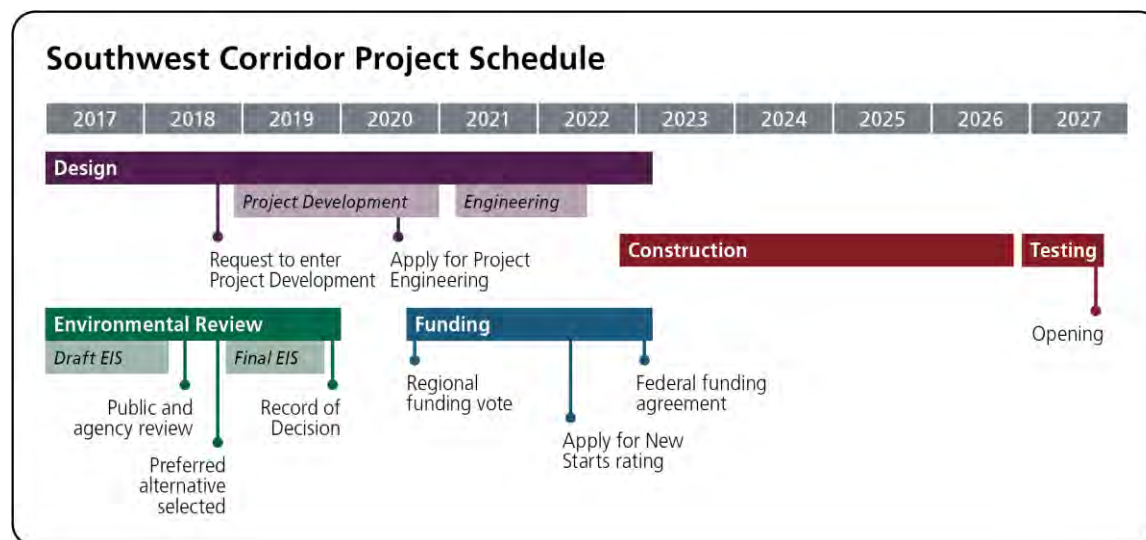 Southwest Corridor Project Schedule
2017 2018 2019 2020 2021 2022 2023 2024 2025 2026 2027
Design
Project Development
Engineering
Request to enter
Project Development
Apply for Project
Engineering
Construction
Testing
Opening
Environmental Review
Draft EIS
Final EIS
Public and
agency review
Preferred
alternative
selected
Record of
Decision
Funding
Regional
funding vote
Apply for New
Starts rating
Federal funding
agreement